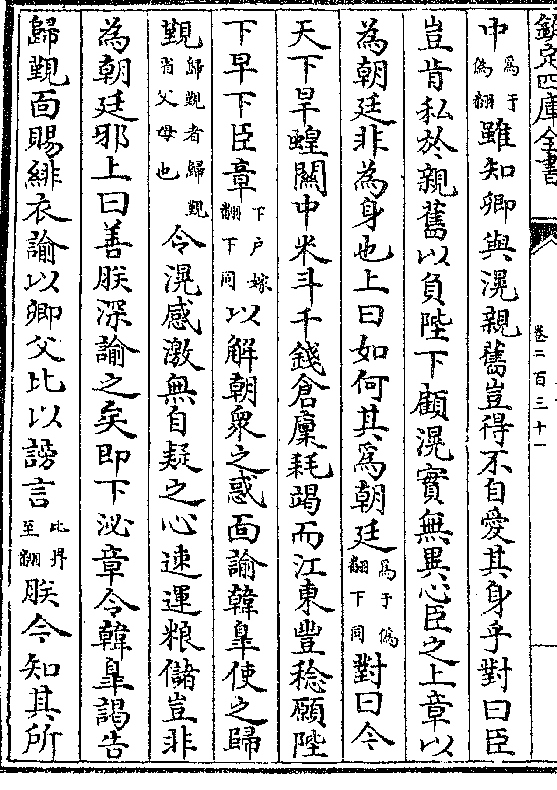 欽定四庫全書
卷二百三十一
中為于偽翻雖知卿與滉親舊豈得不自愛其身乎對曰臣
豈肯私於親舊以負陛下顧滉實無異心臣之上章以
為朝廷非為身也上曰如何其為朝廷為于偽翻下同對曰今
天下旱蝗關中米斗千錢倉廩耗竭而江東豐稔願陛
下早下臣章下戶嫁翻下同以解朝衆之惑面諭韓臯使之歸
覲歸覲者歸覲省父母也令滉感激無自疑之心速運粮儲豈非
為朝廷邪上曰善朕深諭之矣即下泌章令韓臯謁告
歸覲面賜緋衣諭以卿父比以謗言比至翻朕今知其所